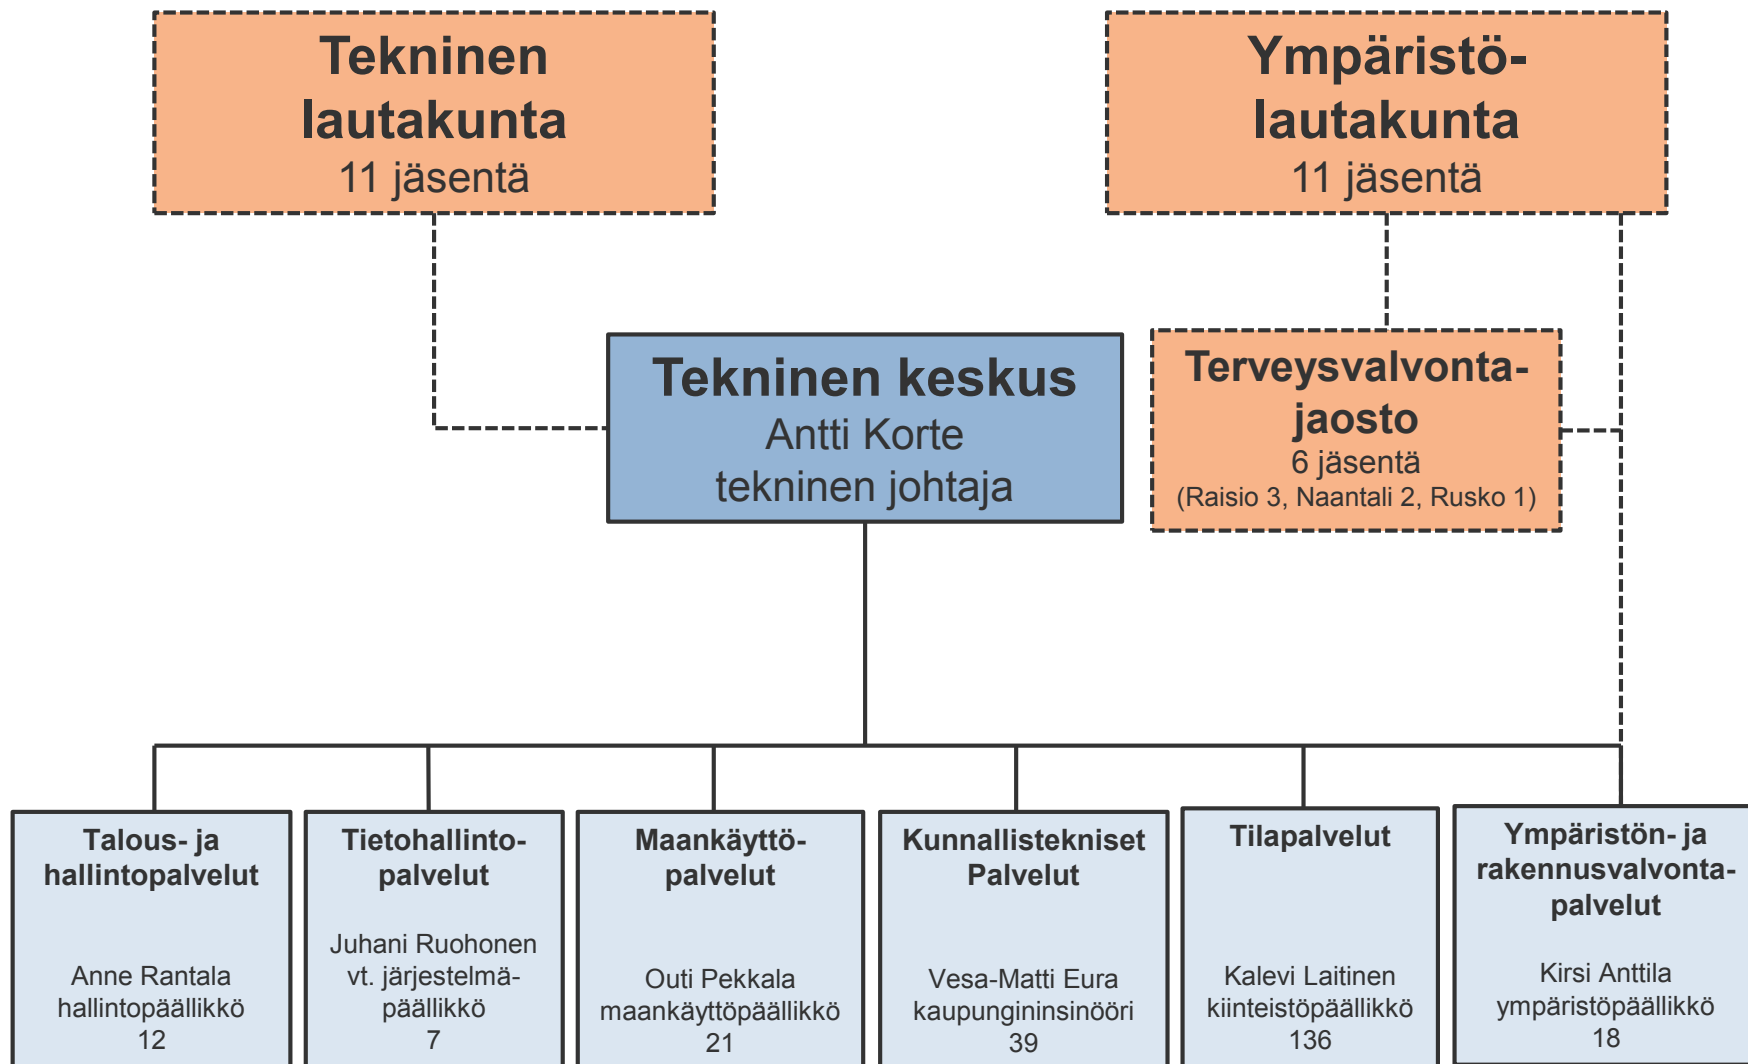 Tekninen
lautakunta
11 jäsentä
Ympäristö-
lautakunta
11 jäsentä
Tekninen keskus
Antti Korte
tekninen johtaja
Terveysvalvonta-
jaosto
6 jäsentä
(Raisio 3, Naantali 2, Rusko 1)
Talous- ja
hallintopalvelut
Anne Rantala
hallintopäällikkö
12
Tietohallinto-
palvelut
Juhani Ruohonen
vt. järjestelmä-
päällikkö
7
Maankäyttö-
palvelut
Outi Pekkala
maankäyttöpäällikkö
21
Kunnallistekniset
Palvelut
Vesa-Matti Eura
kaupungininsinööri
39
Tilapalvelut
Kalevi Laitinen
kiinteistöpäällikkö
136
Ympäristön- ja
rakennusvalvonta-
palvelut
Kirsi Anttila
ympäristöpäällikkö
18